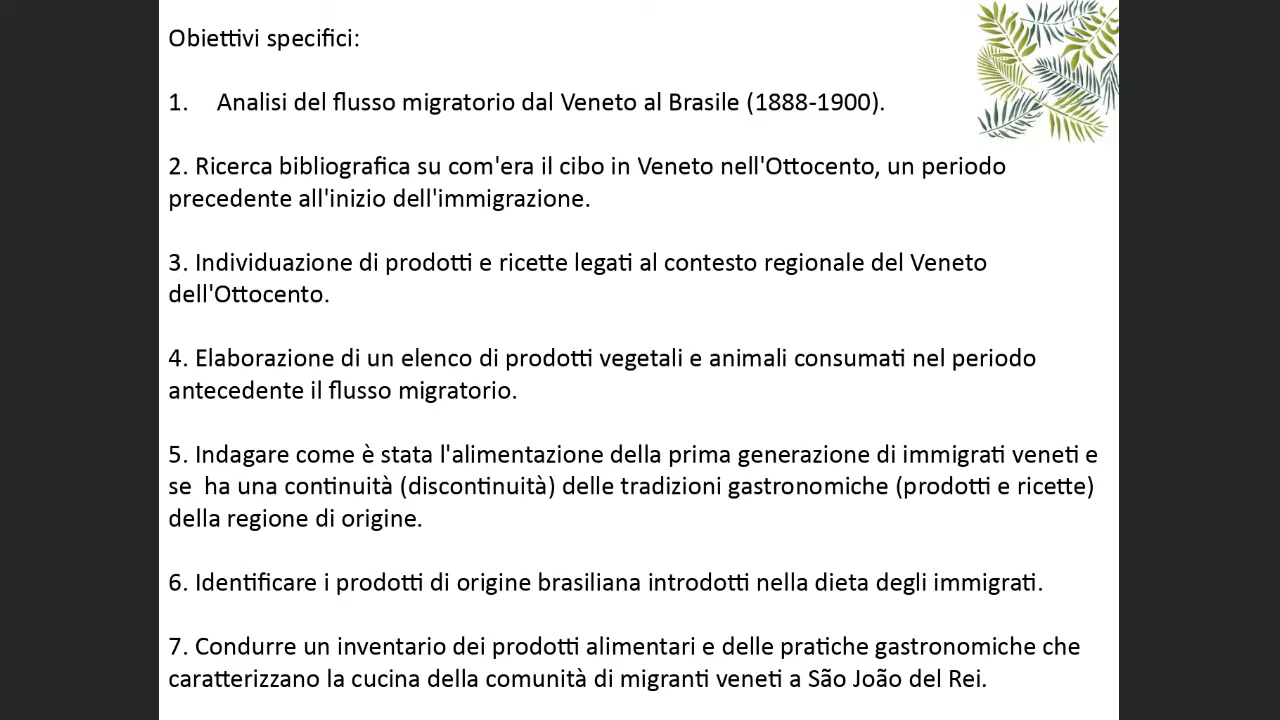 Obiettivi specifici:
1. Analisi del flusso migratorio dal Veneto al Brasile (1888-1900).
2. Ricerca bibliografica su com'era il cibo in Veneto nell'Ottocento, un periodo
precedente all'inizio dell'immigrazione.
3. Individuazione di prodotti e ricette legati al contesto regionale del Veneto
dell'Ottocento.
4. Elaborazione di un elenco di prodotti vegetali e animali consumati nel periodo
antecedente il flusso migratorio.
5. Indagare come è stata l'alimentazione della prima generazione di immigrati veneti e
se ha una continuità (discontinuità) delle tradizioni gastronomiche (prodotti e ricette)
della regione di origine.
6. Identificare i prodotti di origine brasiliana introdotti nella dieta degli immigrati.
7. Condurre un inventario dei prodotti alimentari e delle pratiche gastronomiche che
caratterizzano la cucina della comunità di migranti veneti a São João del Rei.